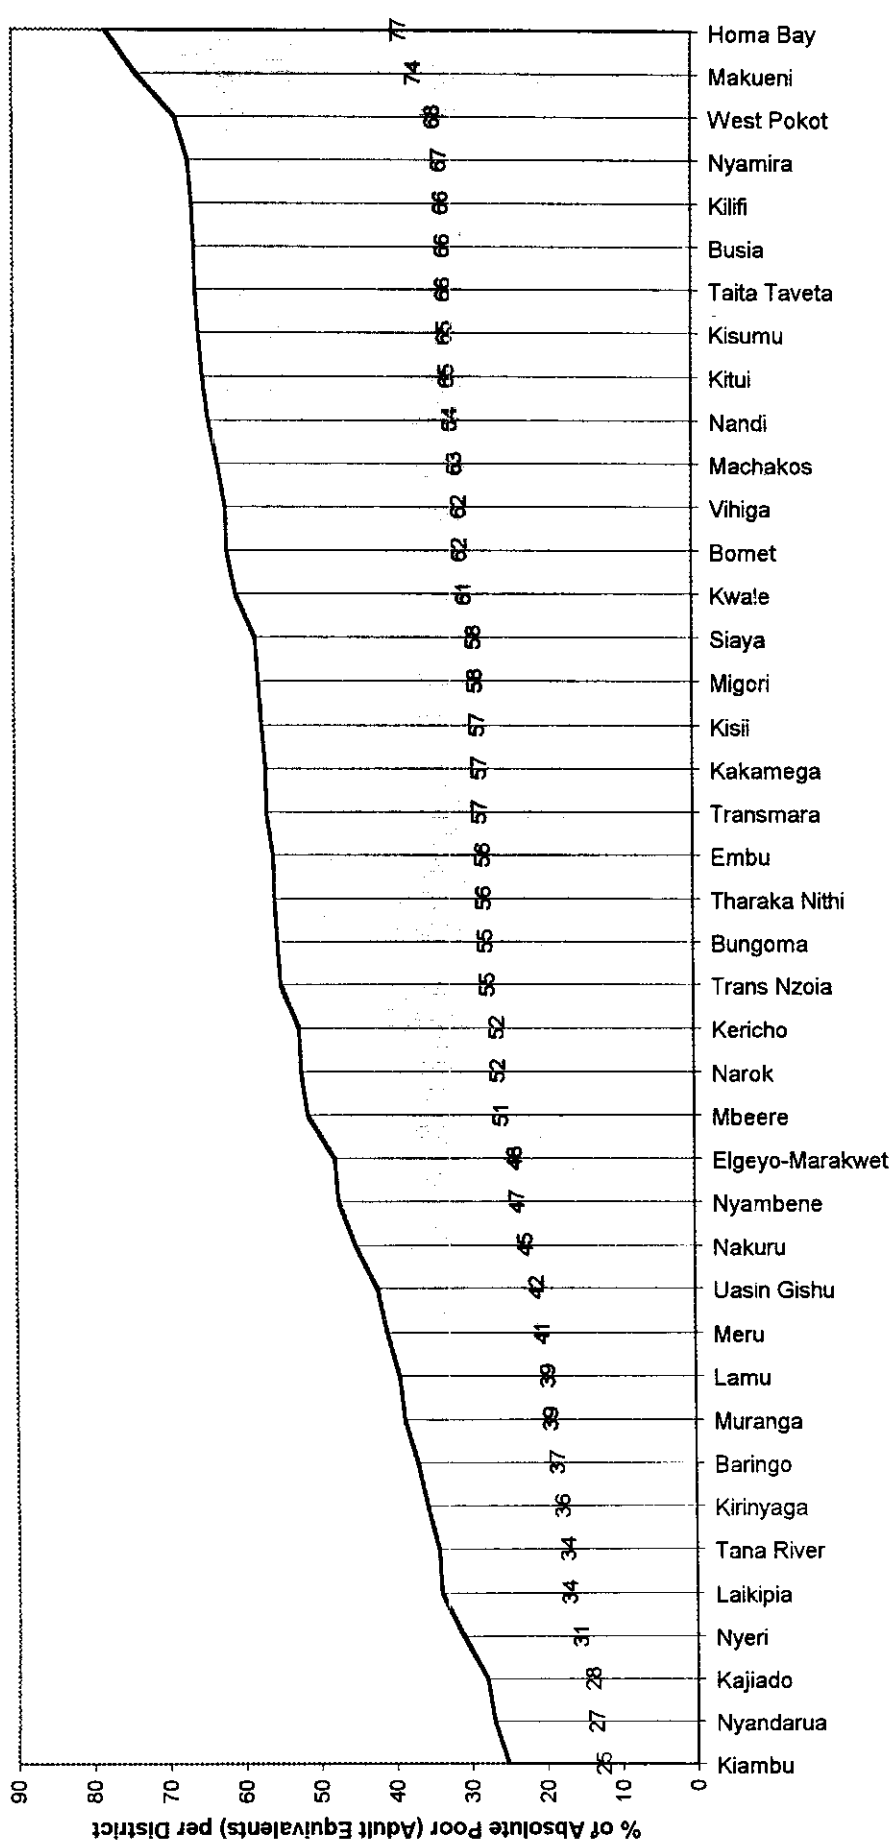 Homa Bay
77
Makueni
74
West Pokot
68
Nyamira
67
Kilifi
66
Busia
66
Taita Taveta
66
Kisumu
65
Kitui
65
Nandi
64
Machakos
63
Vihiga
62
Bomet
62
Kwale
61
Siaya
58
Migori
58
Kisii
57
Kakamega
57
Transmara
57
Embu
56
Tharaka Nithi
56
Bungoma
55
Trans Nzoia
55
Kericho
52
Narok
52
Mbeere
51
Elgeyo-Marakwet
48
Nyambene
47
Nakuru
45
Uasin Gishu
42
Meru
41
Lamu
39
Muranga
39
Baringo
37
Kirinyaga
36
Tana River
34
Laikipia
34
Nyeri
31
Kajiado
28
Nyandarua
27
Kiambu
25
90
80
70
60
50
40
30
20
10
0
% of Absolute Poor (Adult Equivalents) per District